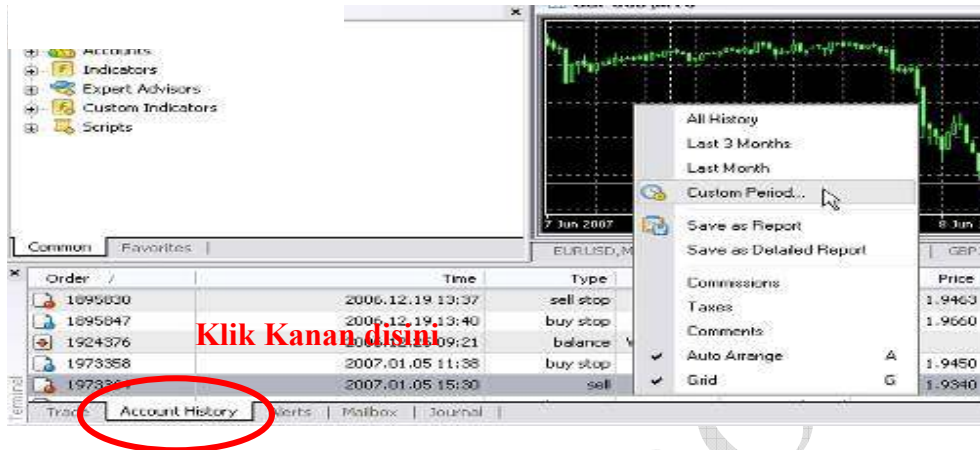 Accounts
Indicators
Expert Advisors
Custom Indicators
Scripts
Common Favorites
7 Jun 2007 8 Jun
EURUSD,M GBP
All History
Last 3 Months
Last Month
Custom Period...
Save as Report
Save as Detailed Report
Commissions
Taxes
Comments
Auto Arrange A
Grid G
Order / Time Type Price
1895830 2006.12.19 13:37 sell stop 1.9463
1895847 2006.12.19 13:40 buy stop 1.9660
Klik Kanan disini
1924376 09:21 balance
1973358 2007.01.05 11:38 buy stop 1.9450
2007.01.05 15:30 sell 1.9340
Terminal
Trade Account History Alerts Mailbox Journal